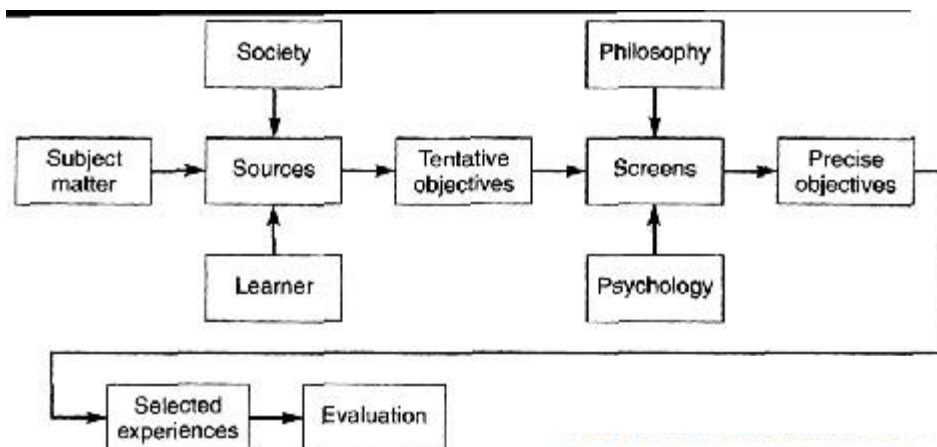 Society
Philosophy
Subject
matter
Sources
Tentative
objectives
Screens
Precise
objectives
Learner
Psychology
Selected
experiences
Evaluation